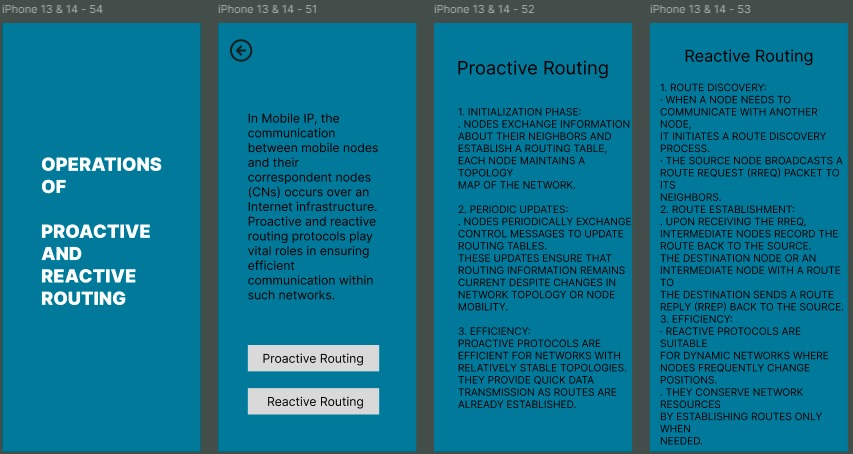 iPhone 13 & 14 - 54
OPERATIONS
OF
PROACTIVE
AND
REACTIVE
ROUTING
iPhone 13 & 14 - 51
In Mobile IP, the
communication
between mobile nodes
and their
correspondent nodes
(CNs) occurs over an
Internet infrastructure.
Proactive and reactive
routing protocols play
vital roles in ensuring
efficient
communication within
such networks.
Proactive Routing
Reactive Routing
iPhone 13 & 14 - 52
Proactive Routing
1. INITIALIZATION PHASE:
. NODES EXCHANGE INFORMATION
ABOUT THEIR NEIGHBORS AND
ESTABLISH A ROUTING TABLE,
EACH NODE MAINTAINS A
TOPOLOGY
MAP OF THE NETWORK.
2. PERIODIC UPDATES:
. NODES PERIODICALLY EXCHANGE
CONTROL MESSAGES TO UPDATE
ROUTING TABLES.
THESE UPDATES ENSURE THAT
ROUTING INFORMATION REMAINS
CURRENT DESPITE CHANGES IN
NETWORK TOPOLOGY OR NODE
MOBILITY.
3. EFFICIENCY:
PROACTIVE PROTOCOLS ARE
EFFICIENT FOR NETWORKS WITH
RELATIVELY STABLE TOPOLOGIES.
THEY PROVIDE QUICK DATA
TRANSMISSION AS ROUTES ARE
ALREADY ESTABLISHED.
iPhone 13 & 14 - 53
Reactive Routing
1. ROUTE DISCOVERY:
· WHEN A NODE NEEDS TO
COMMUNICATE WITH ANOTHER
NODE,
IT INITIATES A ROUTE DISCOVERY
PROCESS.
· THE SOURCE NODE BROADCASTS A
ROUTE REQUEST (RREQ) PACKET TO
ITS
NEIGHBORS.
2. ROUTE ESTABLISHMENT:
. UPON RECEIVING THE RREQ,
INTERMEDIATE NODES RECORD THE
ROUTE BACK TO THE SOURCE.
THE DESTINATION NODE OR AN
INTERMEDIATE NODE WITH A ROUTE
TO
THE DESTINATION SENDS A ROUTE
REPLY (RREP) BACK TO THE SOURCE.
3. EFFICIENCY:
· REACTIVE PROTOCOLS ARE
SUITABLE
FOR DYNAMIC NETWORKS WHERE
NODES FREQUENTLY CHANGE
POSITIONS.
. THEY CONSERVE NETWORK
RESOURCES
BY ESTABLISHING ROUTES ONLY
WHEN
NEEDED.